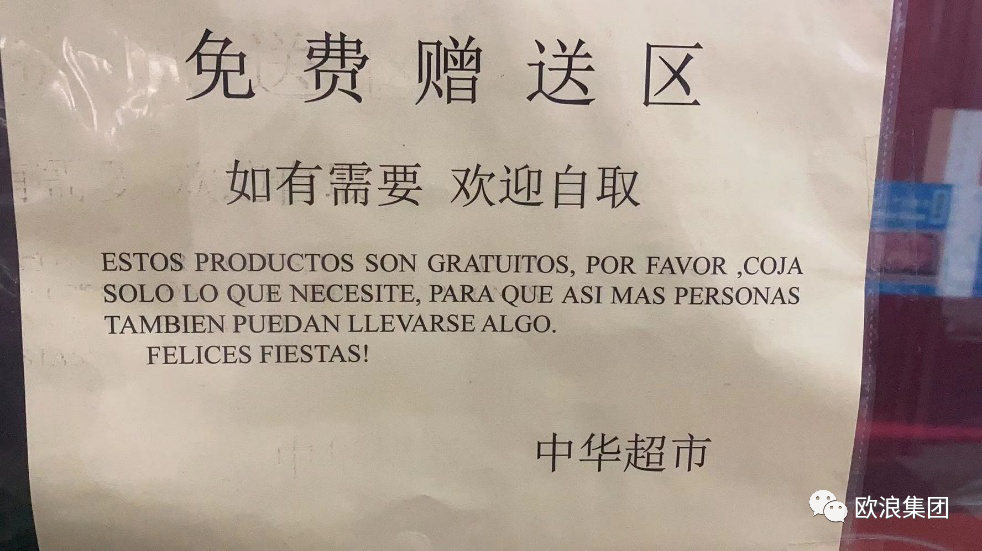 免费赠送区
如有需要 欢迎自取
ESTOS PRODUCTOS SON GRATUITOS, POR FAVOR ,COJA
SOLO LO QUE NECESITE, PARA QUE ASI MAS PERSONAS
TAMBIEN PUEDAN LLEVARSE ALGO.
FELICES FIESTAS!
中华超市
欧浪集团